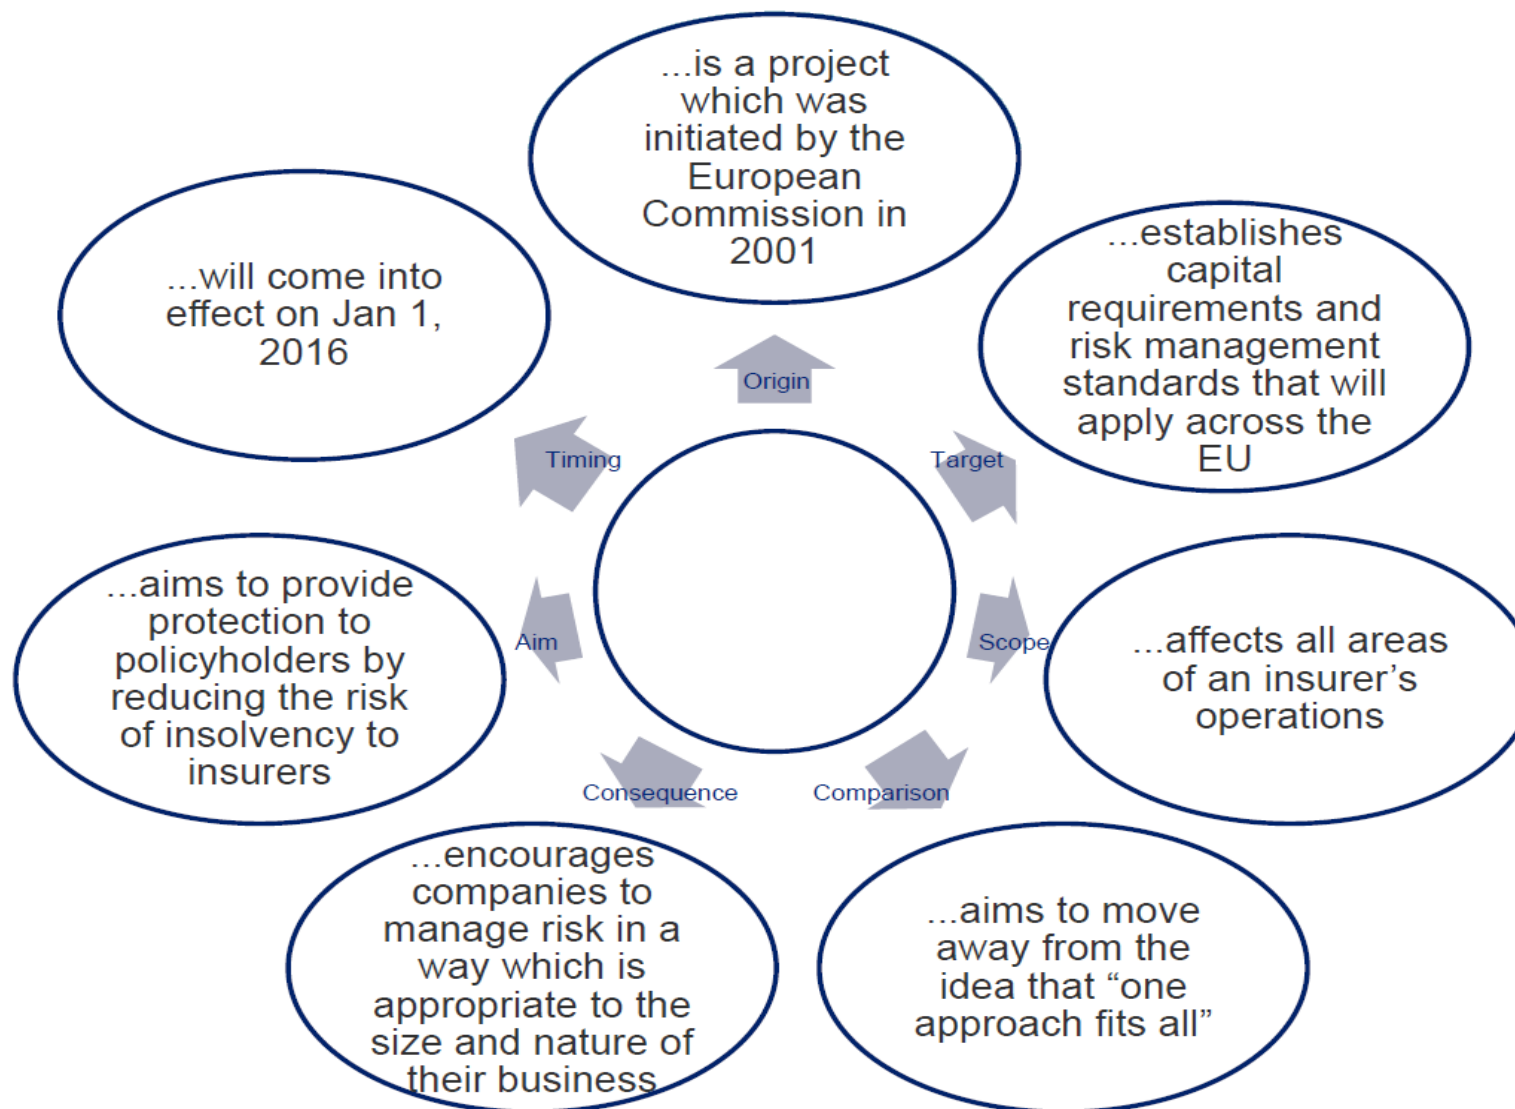 ...is a project
which was
initiated by the
European
Commission in
2001
Origin
...establishes
capital
requirements and
risk management
standards that will
apply across the
EU
Target
...affects all areas
of an insurer’s
operations
Scope
...aims to move
away from the
idea that “one
approach fits all”
Comparison
...encourages
companies to
manage risk in a
way which is
appropriate to the
size and nature of
their business
Consequence
...aims to provide
protection to
policyholders by
reducing the risk
of insolvency to
insurers
Aim
...will come into
effect on Jan 1,
2016
Timing